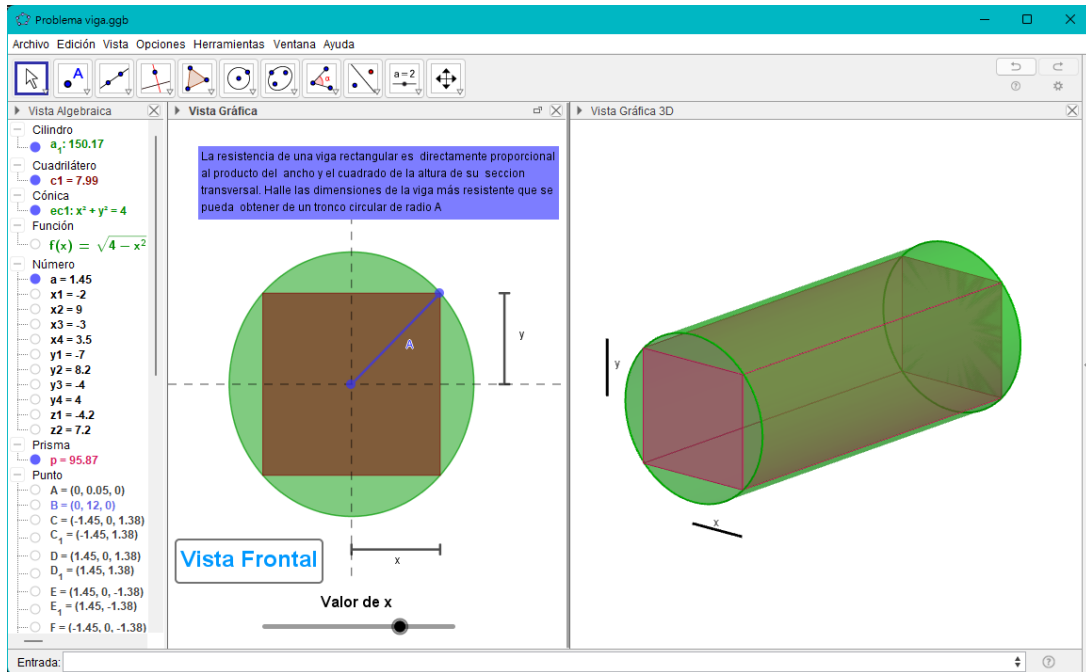 Problema viga.ggb
Archivo Edición Vista Opciones Herramientas Ventana Ayuda
A
α
a=2
Vista Algebraica
Cilindro
a₁: 150.17
Cuadrilátero
c1 = 7.99
Cónica
ec1: x² + y² = 4
Función
f(x) = √4 − x²
Número
a = 1.45
x1 = -2
x2 = 9
x3 = -3
x4 = 3.5
y1 = -7
y2 = 8.2
y3 = -4
y4 = 4
z1 = -4.2
z2 = 7.2
Prisma
p = 95.87
Punto
A = (0, 0.05, 0)
B = (0, 12, 0)
C = (-1.45, 0, 1.38)
C₁ = (-1.45, 1.38)
D = (1.45, 0, 1.38)
D₁ = (1.45, 1.38)
E = (1.45, 0, -1.38)
E₁ = (1.45, -1.38)
F = (-1.45, 0, -1.38)
Vista Gráfica
La resistencia de una viga rectangular es directamente proporcional
al producto del ancho y el cuadrado de la altura de su seccion
transversal. Halle las dimensiones de la viga más resistente que se
pueda obtener de un tronco circular de radio A
A
y
x
Vista Frontal
Valor de x
Vista Gráfica 3D
y
x
Entrada: